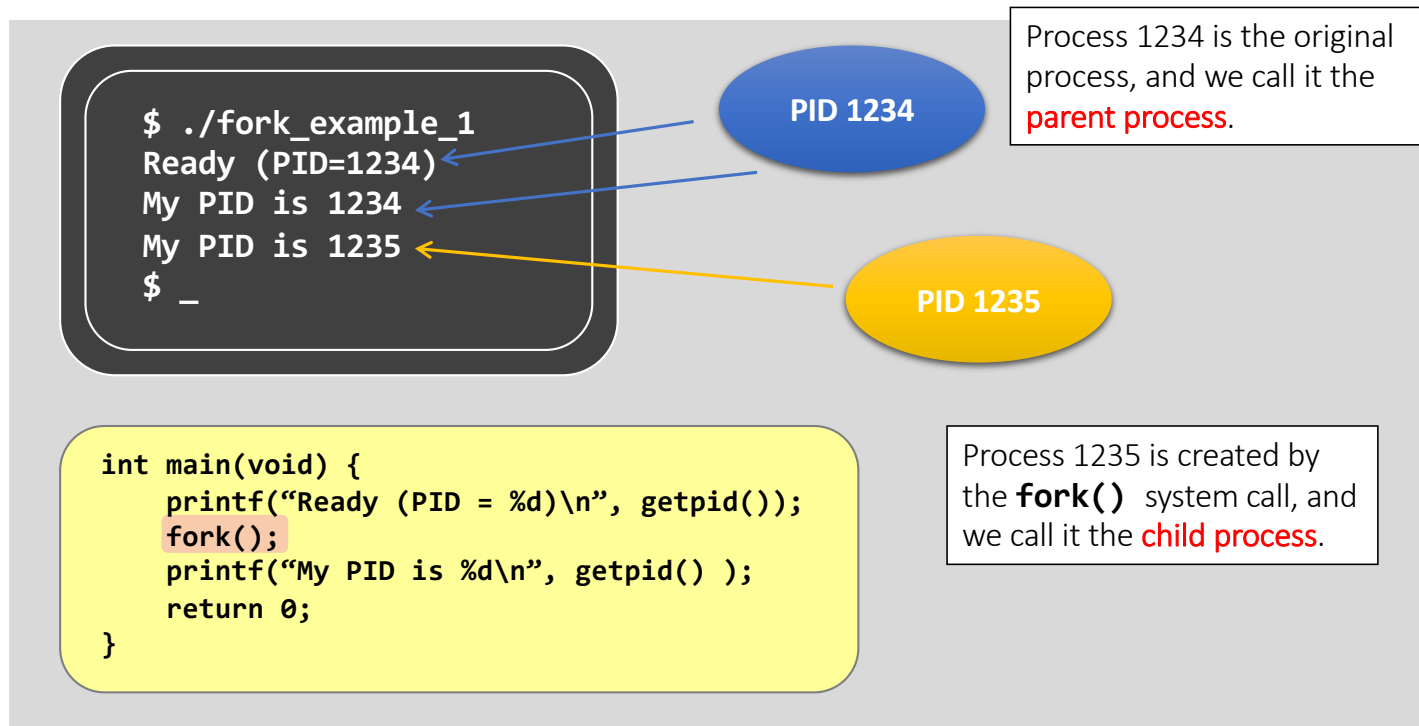 Process 1234 is the original
process, and we call it the
parent process.
$ ./fork_example_1
Ready (PID=1234)
My PID is 1234
My PID is 1235
$ _
PID 1234
PID 1235
int main(void) {
    printf(“Ready (PID = %d)\n”, getpid());
    fork();
    printf(“My PID is %d\n”, getpid() );
    return 0;
}
Process 1235 is created by
the fork() system call, and
we call it the child process.